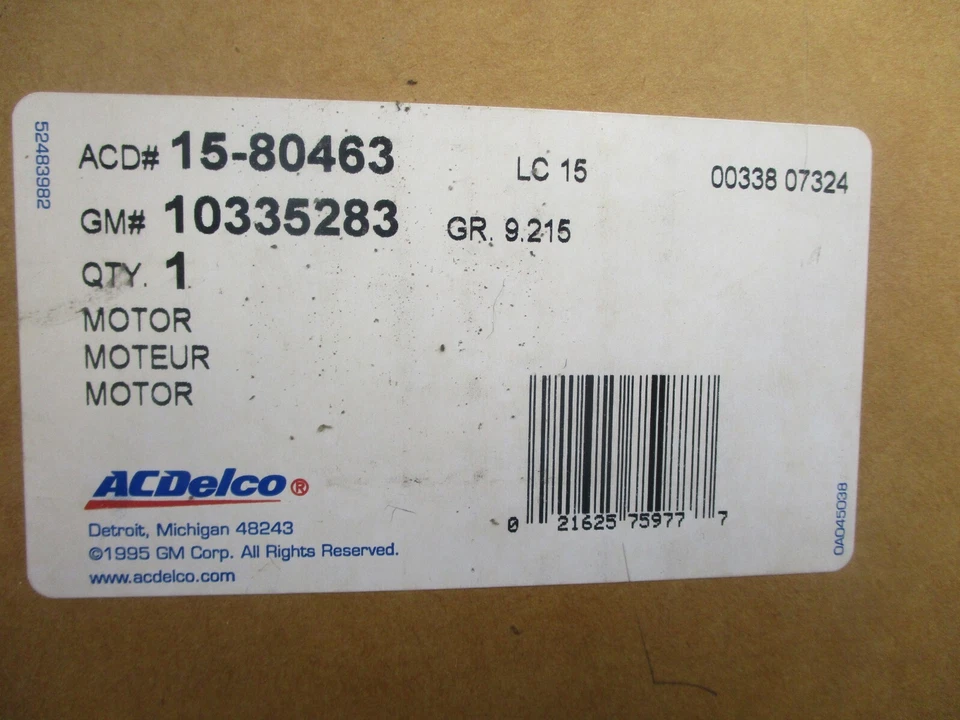 52483982
ACD# 15-80463
LC 15
00338 07324
GM# 10335283
GR. 9.215
QTY. 1
MOTOR
MOTEUR
MOTOR
ACDelco®
Detroit, Michigan 48243
©1995 GM Corp. All Rights Reserved.
www.acdelco.com
0 21625 75977 7
0A045038